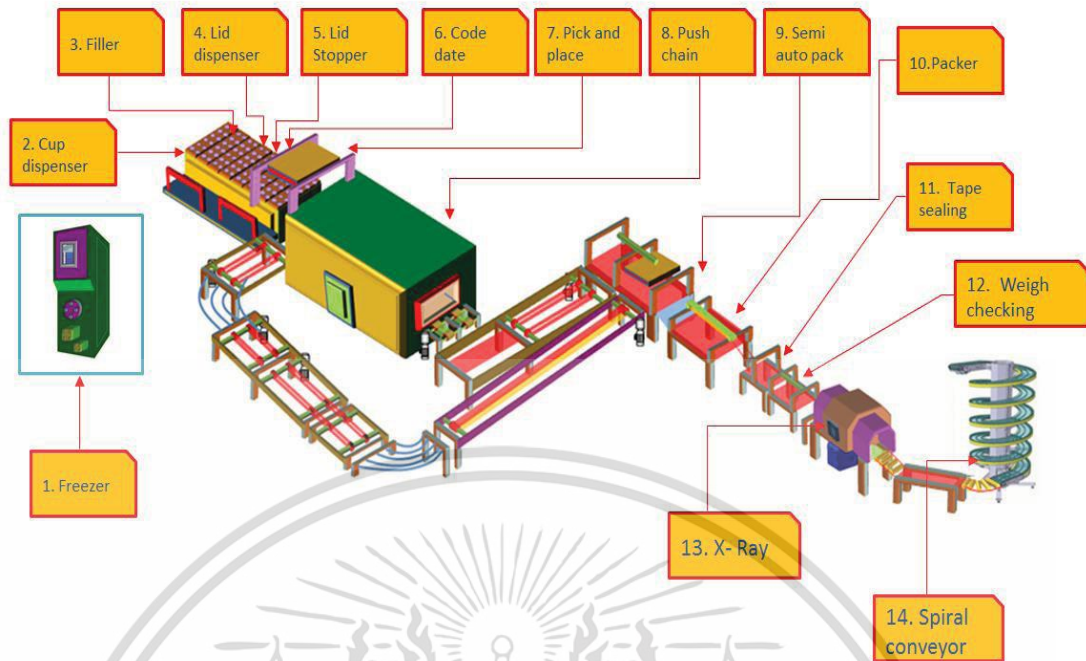 3. Filler
4. Lid
dispenser
5. Lid
Stopper
6. Code
date
7. Pick and
place
8. Push
chain
9. Semi
auto pack
10.Packer
2. Cup
dispenser
11. Tape
sealing
12. Weigh
checking
1. Freezer
13. X- Ray
14. Spiral
conveyor